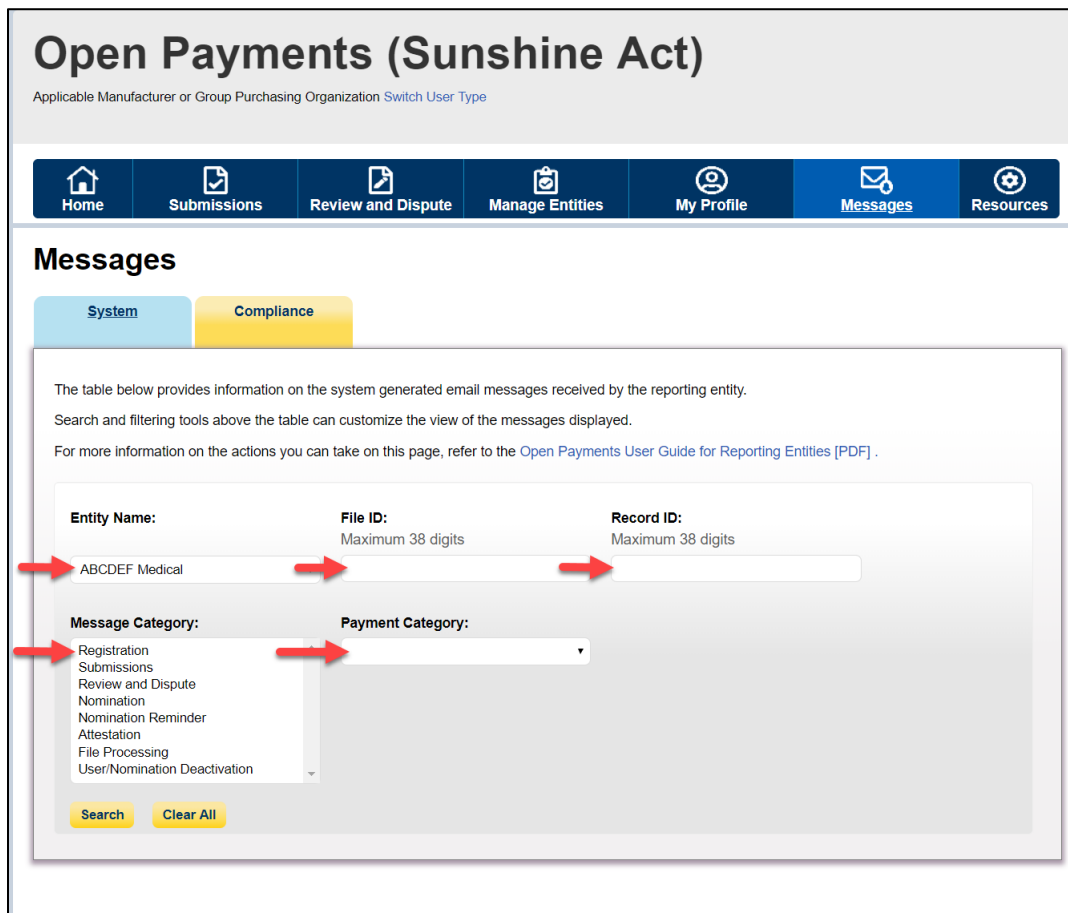 Open Payments (Sunshine Act)
Applicable Manufacturer or Group Purchasing Organization Switch User Type
Home Submissions Review and Dispute Manage Entities My Profile Messages Resources
Messages
System Compliance
The table below provides information on the system generated email messages received by the reporting entity.
Search and filtering tools above the table can customize the view of the messages displayed.
For more information on the actions you can take on this page, refer to the Open Payments User Guide for Reporting Entities [PDF] .
Entity Name: File ID: Record ID:
Maximum 38 digits Maximum 38 digits
ABCDEF Medical
Message Category: Payment Category:
Registration
Submissions
Review and Dispute
Nomination
Nomination Reminder
Attestation
File Processing
User/Nomination Deactivation
Search Clear All